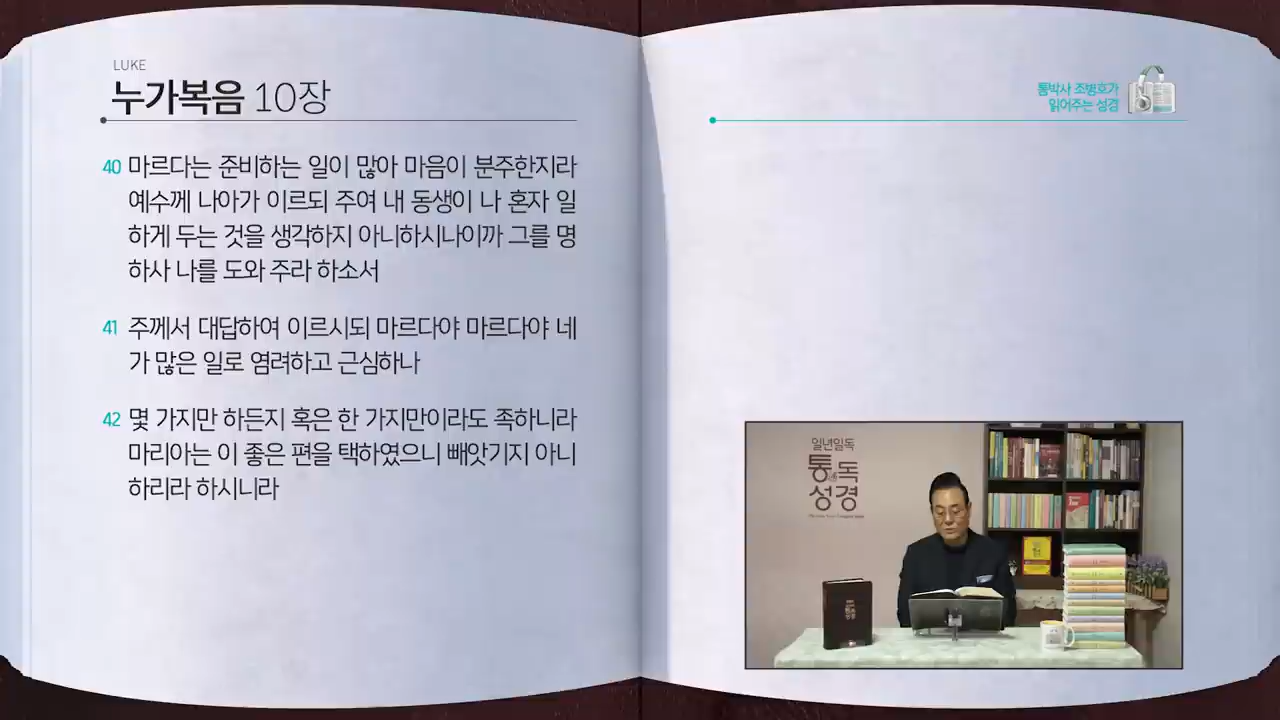 LUKE
누가복음 10장
40 마르다는 준비하는 일이 많아 마음이 분주한지라
예수께 나아가 이르되 주여 내 동생이 나 혼자 일
하게 두는 것을 생각하지 아니하시나이까 그를 명
하사 나를 도와 주라 하소서
41 주께서 대답하여 이르시되 마르다야 마르다야 네
가 많은 일로 염려하고 근심하나
42 몇 가지만 하든지 혹은 한 가지만이라도 족하니라
마리아는 이 좋은 편을 택하였으니 빼앗기지 아니
하리라 하시니라
통박사 조병호가
읽어주는 성경
일년일독
통독
성경